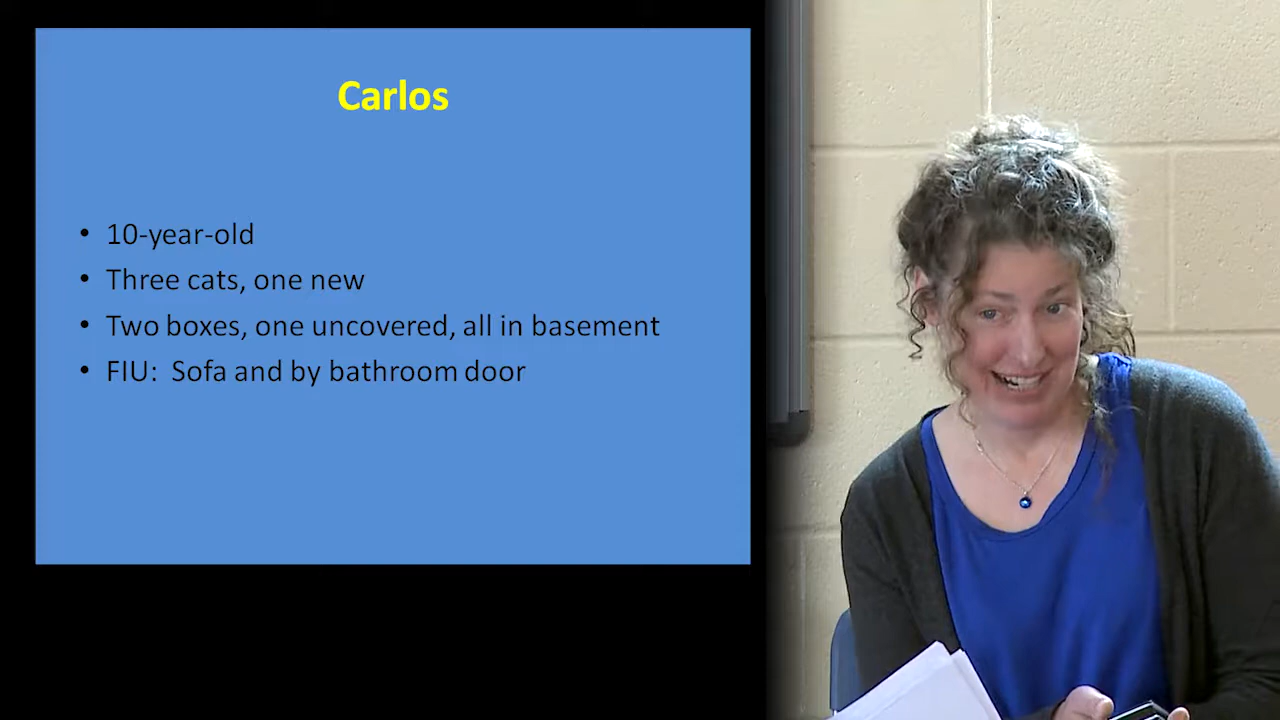 Carlos
• 10-year-old
• Three cats, one new
• Two boxes, one uncovered, all in basement
• FIU: Sofa and by bathroom door